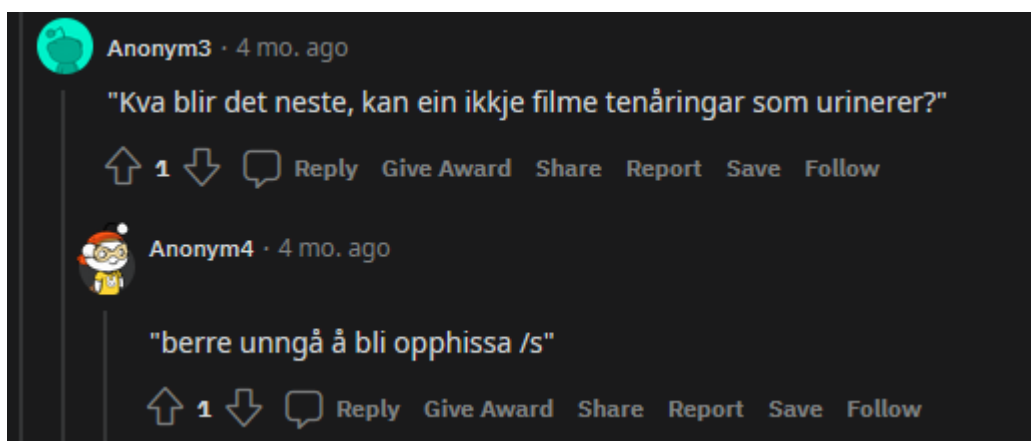 Anonym3 · 4 mo. ago
"Kva blir det neste, kan ein ikkje filme tenåringar som urinerer?"
1 Reply Give Award Share Report Save Follow
Anonym4 · 4 mo. ago
"berre unngå å bli opphissa /s"
1 Reply Give Award Share Report Save Follow